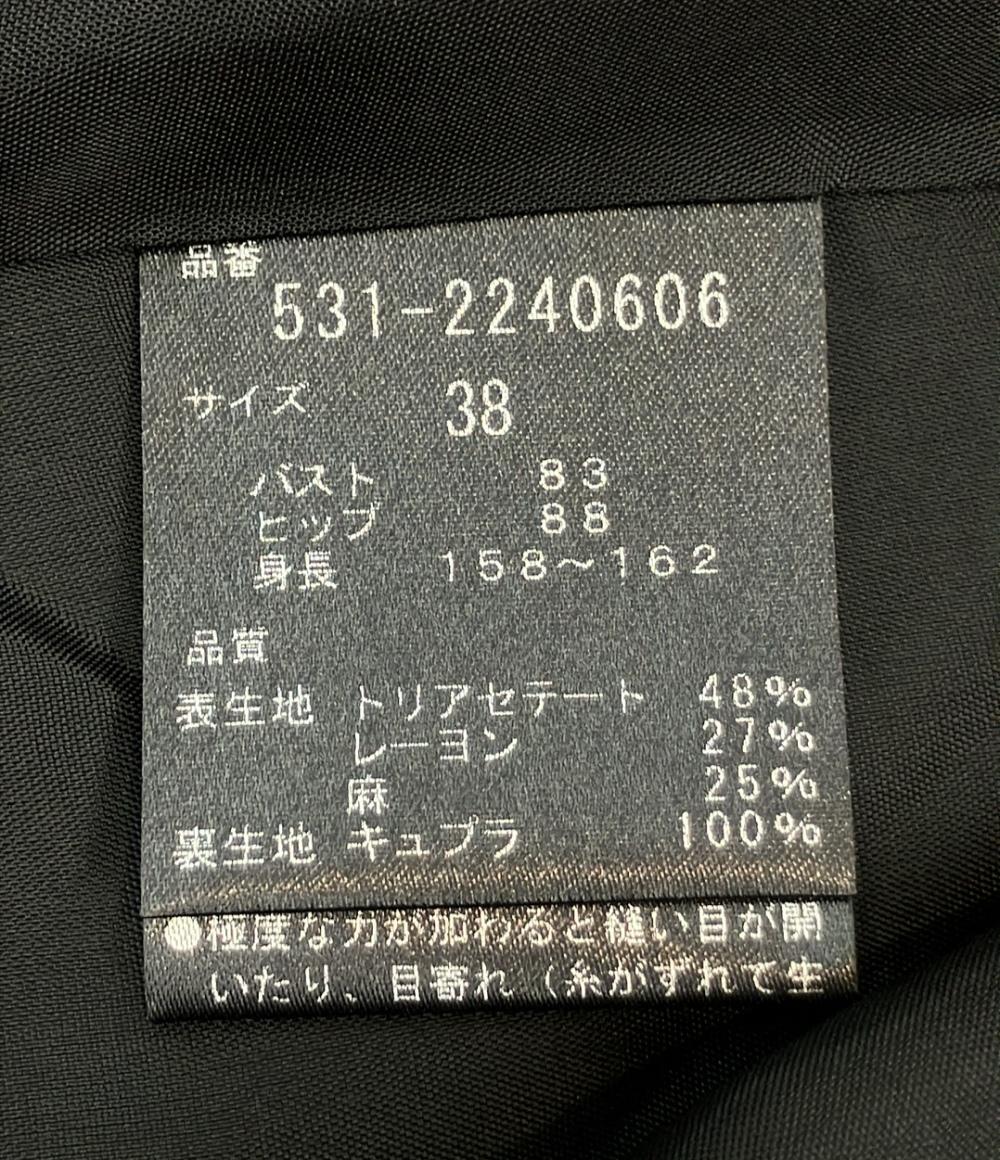 品番
531-2240606
サイズ 38
バスト 83
ヒップ 88
身長 158～162
品質
表生地 トリアセテート 48%
レーヨン 27%
麻 25%
裏生地 キュプラ 100%
●極度な力が加わると縫い目が開
いたり、目寄れ（糸がずれて生